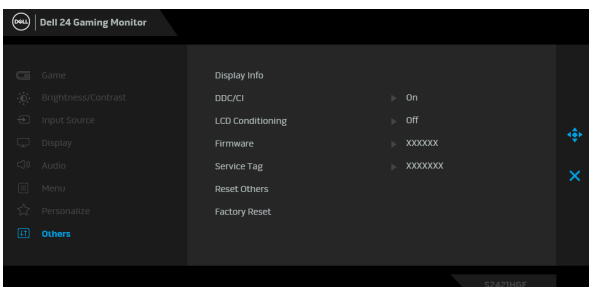 DELL Dell 24 Gaming Monitor
Game
Brightness/Contrast
Input Source
Display
Audio
Menu
Personalize
Others
Display Info
DDC/CI On
LCD Conditioning Off
Firmware XXXXXX
Service Tag XXXXXXX
Reset Others
Factory Reset
S2421HGF